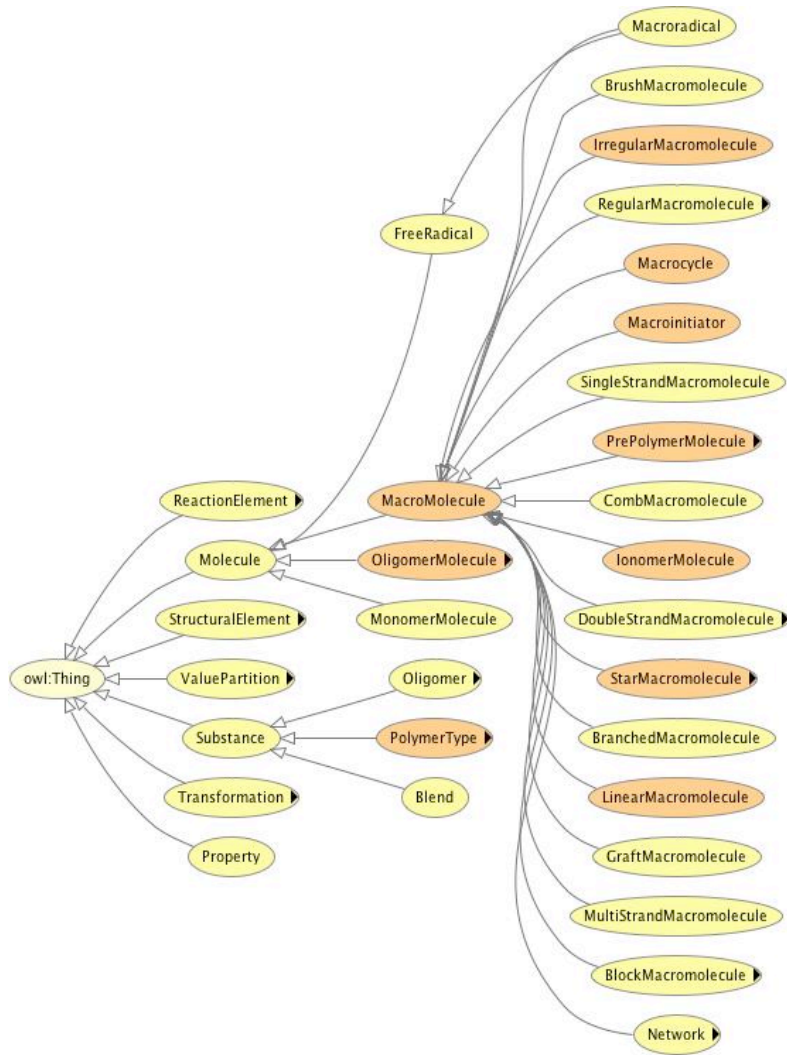 Macroradical
BrushMacromolecule
IrregularMacromolecule
RegularMacromolecule
FreeRadical
Macrocycle
Macroinitiator
SingleStrandMacromolecule
PrePolymerMolecule
ReactionElement
MacroMolecule
CombMacromolecule
Molecule
OligomerMolecule
IonomerMolecule
StructuralElement
MonomerMolecule
DoubleStrandMacromolecule
owl:Thing
ValuePartition
Oligomer
StarMacromolecule
Substance
PolymerType
BranchedMacromolecule
Transformation
Blend
LinearMacromolecule
Property
GraftMacromolecule
MultiStrandMacromolecule
BlockMacromolecule
Network